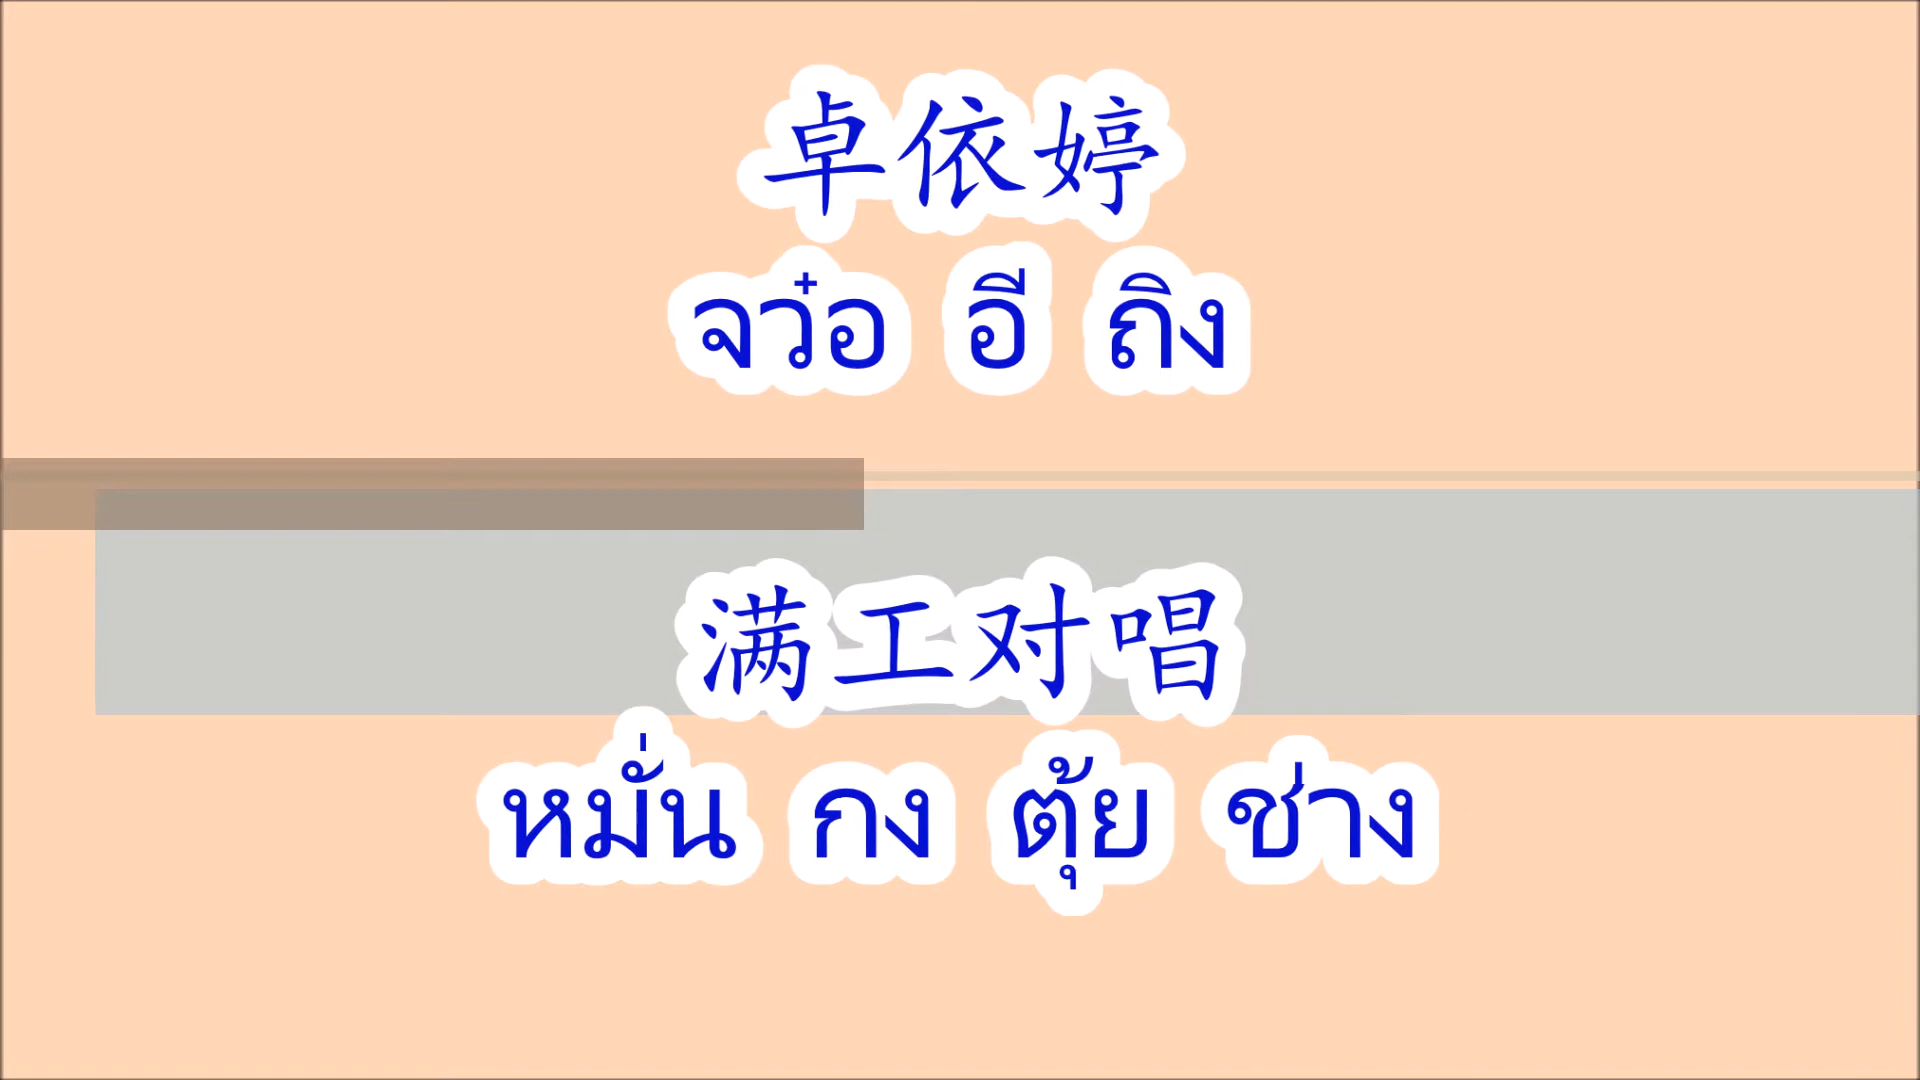 卓依婷
จว๋อ อี ถิง
满工对唱
หมั่น กง ตุ้ย ช่าง